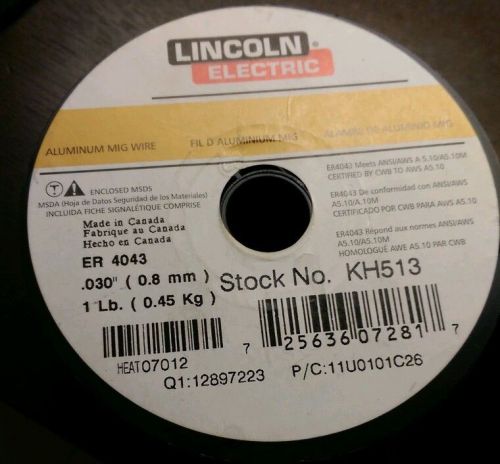 LINCOLN
ELECTRIC
ALUMINUM MIG WIRE
FIL D ALUMINIUM MIG
ALAMBRE DE ALUMINIO MIG
ENCLOSED MSDS
MSDA (Hoja de Datos Seguridad de los Materiales)
INCLUIDA FICHE SIGNALÉTIQUE COMPRISE
Made in Canada
Fabrique au Canada
Hecho en Canada
ER 4043
.030" ( 0.8 mm )
1 Lb. ( 0.45 Kg )
ER4043 Meets ANSI/AWS A 5.10/A5.10M
CERTIFIED BY CWB TO AWS A5.10
ER4043 De conformidad con ANSI/AWS
A5.10/A.10M
CERTIFICADO POR CWB PARA AWS A5.10
ER4043 Répond aux normes ANSI/AWS
A5.10/A5.10M
HOMOLOGUE AWE A5.10 PAR CWB
Stock No. KH513
HEAT07012
7 25636 07281 7
Q1:12897223
P/C:11U0101C26